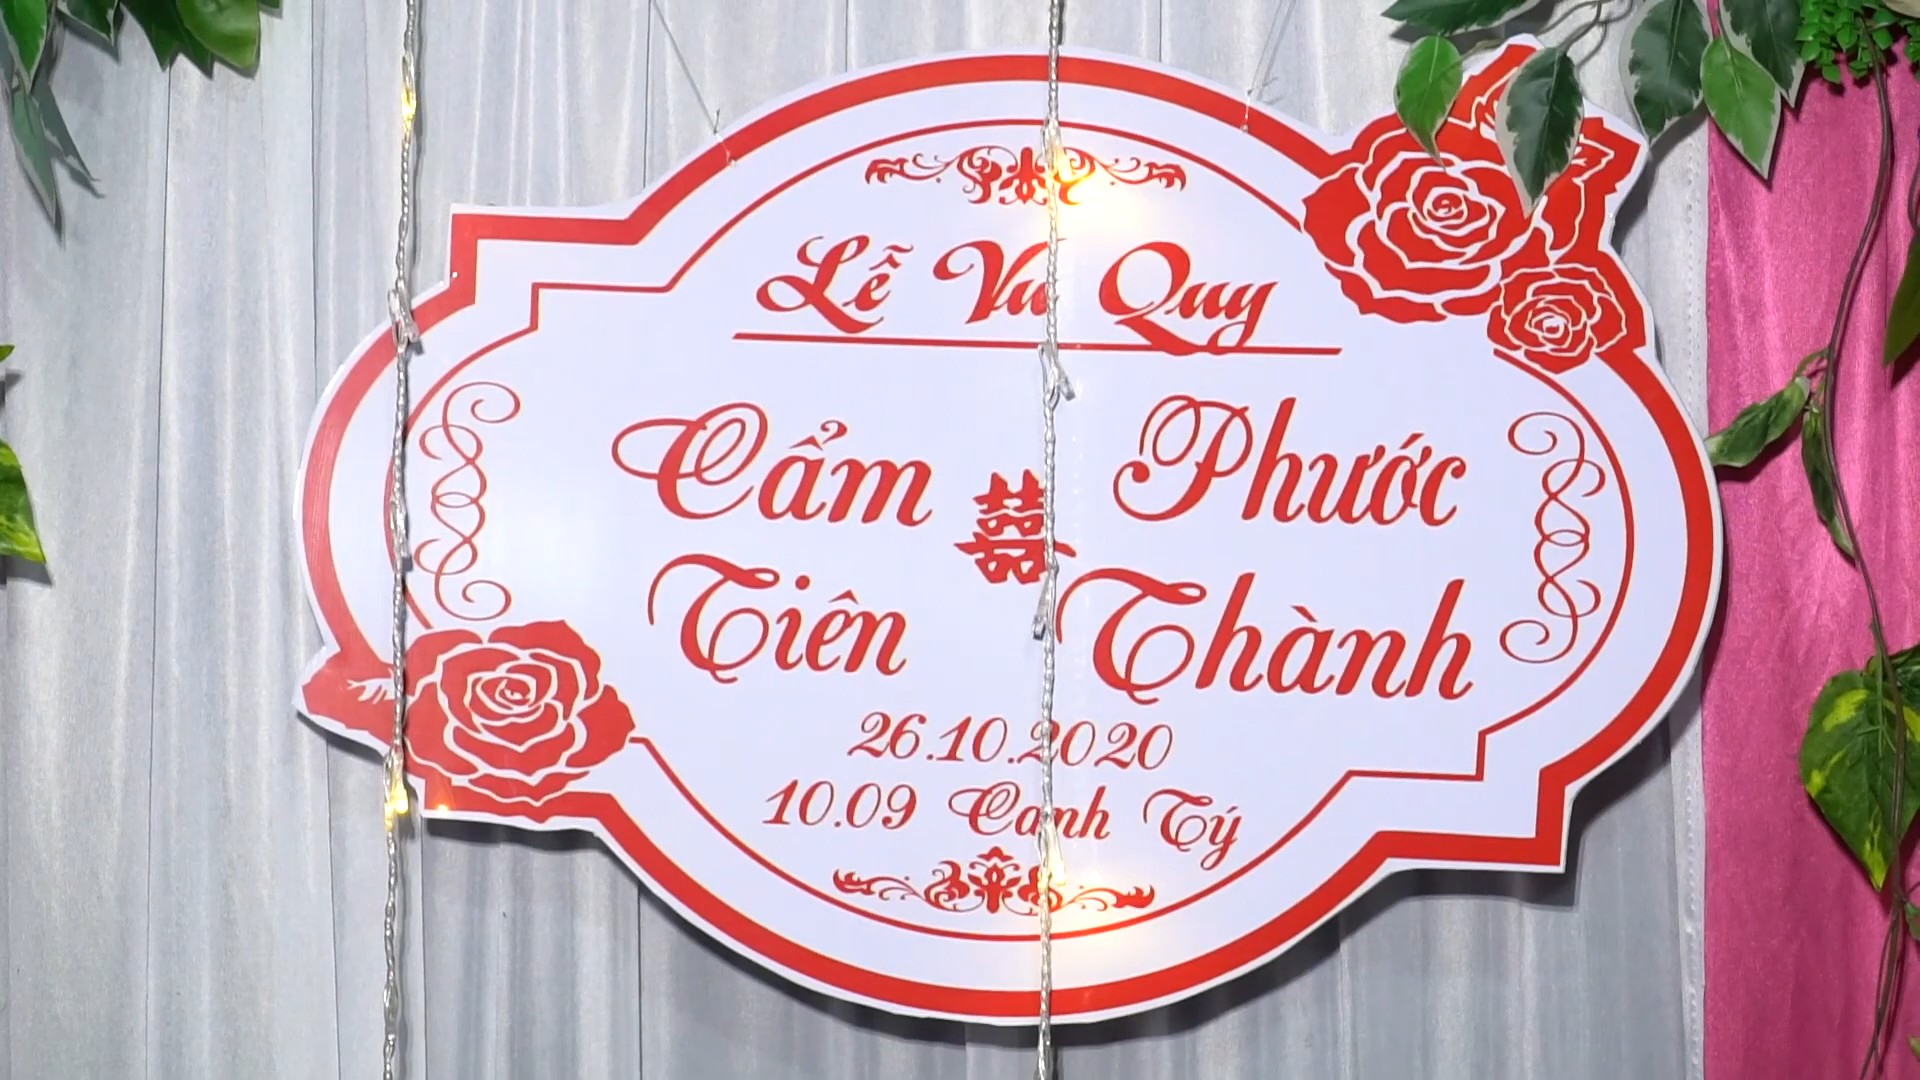 Lễ Vu Quy
Cẩm Phước
囍
Tiên Thành
26.10.2020
10.09 Canh Tý